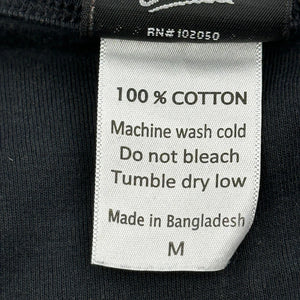 RN# 102050
100 % COTTON
Machine wash cold
Do not bleach
Tumble dry low
Made in Bangladesh
M